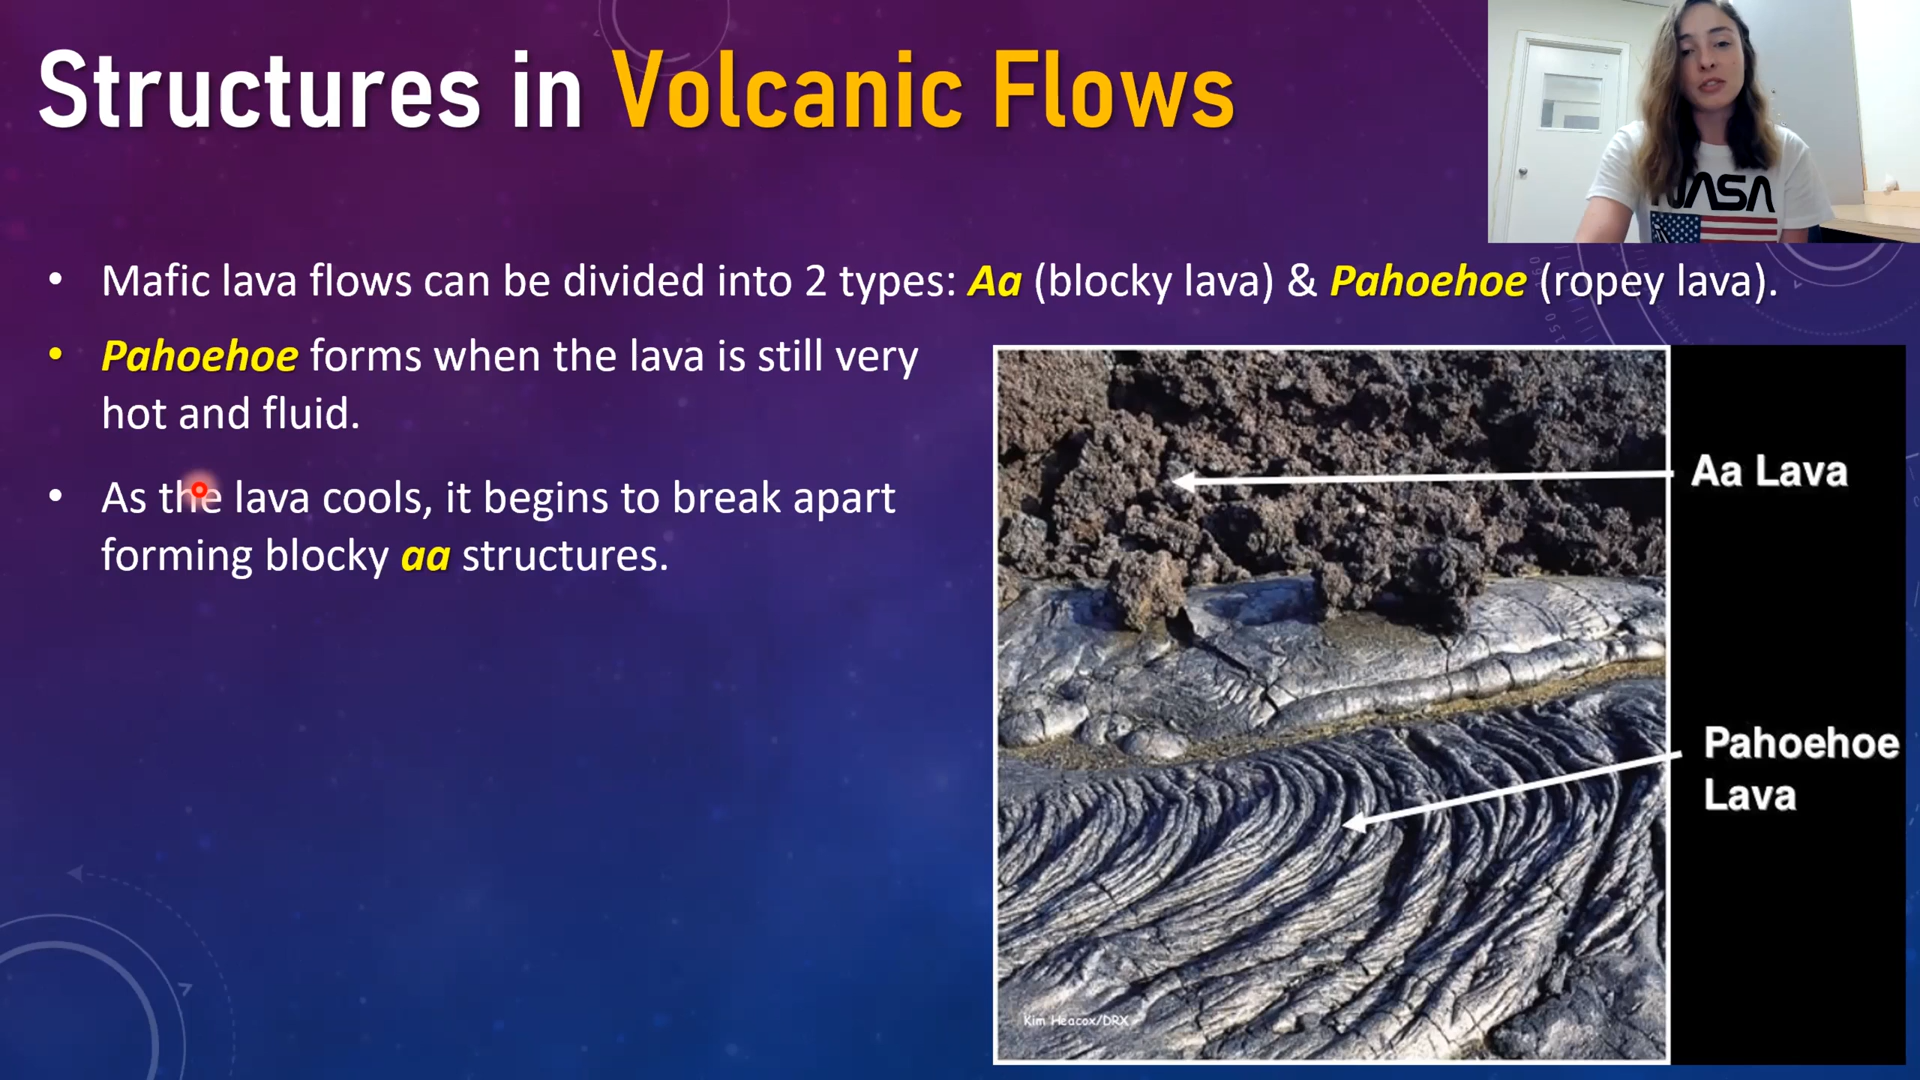 Structures in Volcanic Flows
NASA
• Mafic lava flows can be divided into 2 types: Aa (blocky lava) & Pahoehoe (ropey lava).
• Pahoehoe forms when the lava is still very
hot and fluid.
• As the lava cools, it begins to break apart
forming blocky aa structures.
Aa Lava
Pahoehoe
Lava
Kim Heacox/DRX